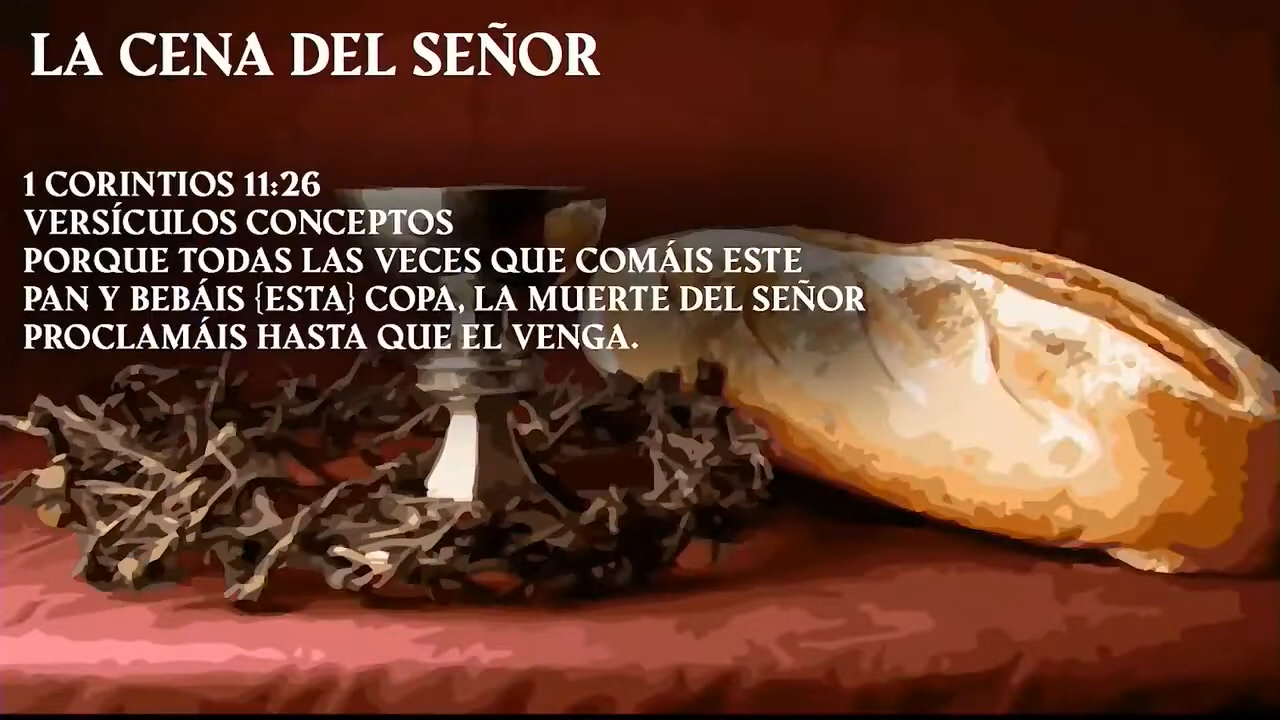 LA CENA DEL SEÑOR
1 CORINTIOS 11:26
VERSÍCULOS CONCEPTOS
PORQUE TODAS LAS VECES QUE COMÁIS ESTE
PAN Y BEBÁIS {ESTA} COPA, LA MUERTE DEL SEÑOR
PROCLAMÁIS HASTA QUE EL VENGA.